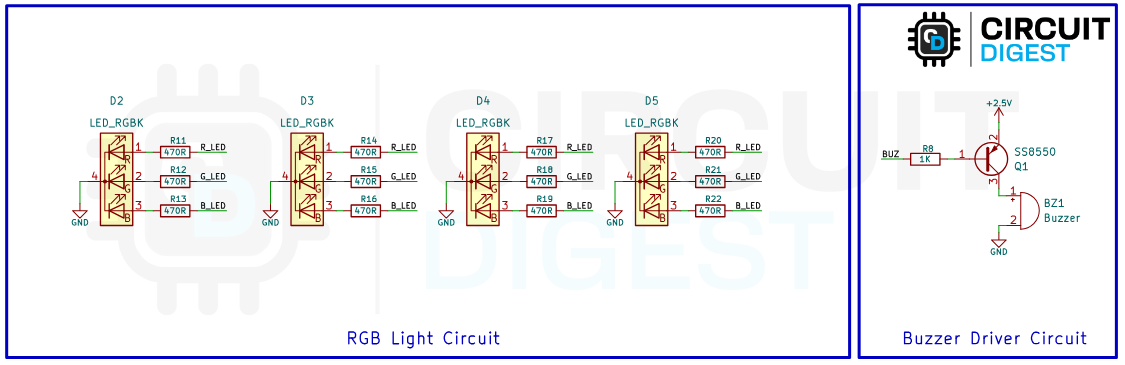 CIRCUIT
DIGEST
D2
LED_RGBK
4
1
R
R11
470R
R_LED
2
G
R12
470R
G_LED
3
B
R13
470R
B_LED
GND
D3
LED_RGBK
4
1
R
R14
470R
R_LED
2
G
R15
470R
G_LED
3
B
R16
470R
B_LED
GND
D4
LED_RGBK
4
1
R
R17
470R
R_LED
2
G
R18
470R
G_LED
3
B
R19
470R
B_LED
GND
D5
LED_RGBK
4
1
R
R20
470R
R_LED
2
G
R21
470R
G_LED
3
B
R22
470R
B_LED
GND
RGB Light Circuit
CD
CIRCUIT
DIGEST
+2.5V
2
BUZ
R8
1K
1
SS8550
Q1
3
1
+
BZ1
Buzzer
2
GND
Buzzer Driver Circuit